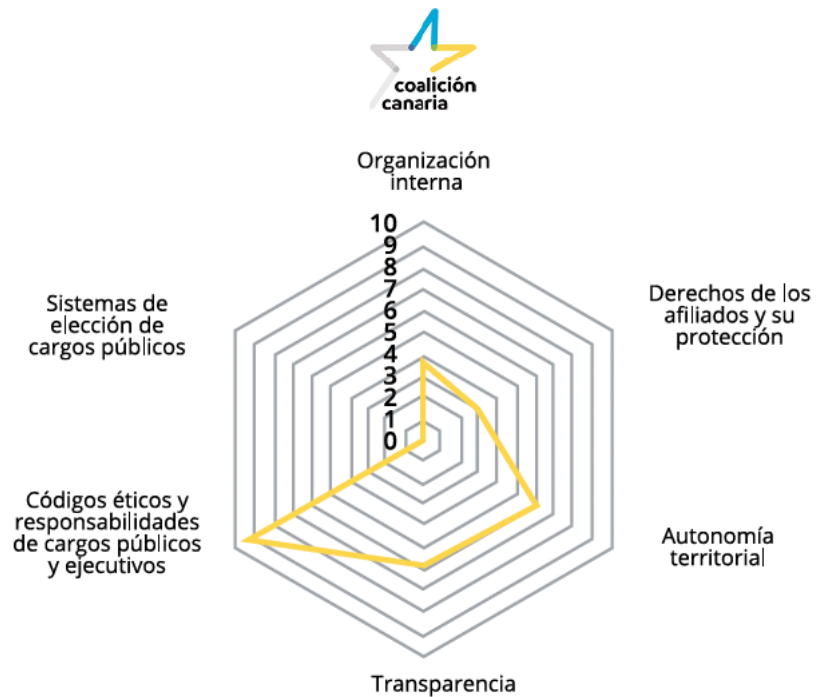 coalición
canaria
Organización
interna
10
9
8
7
6
5
4
3
2
1
0
Sistemas de
elección de
cargos públicos
Derechos de los
afiliados y su
protección
Códigos éticos y
responsabilidades
de cargos públicos
y ejecutivos
Autonomía
territorial
Transparencia